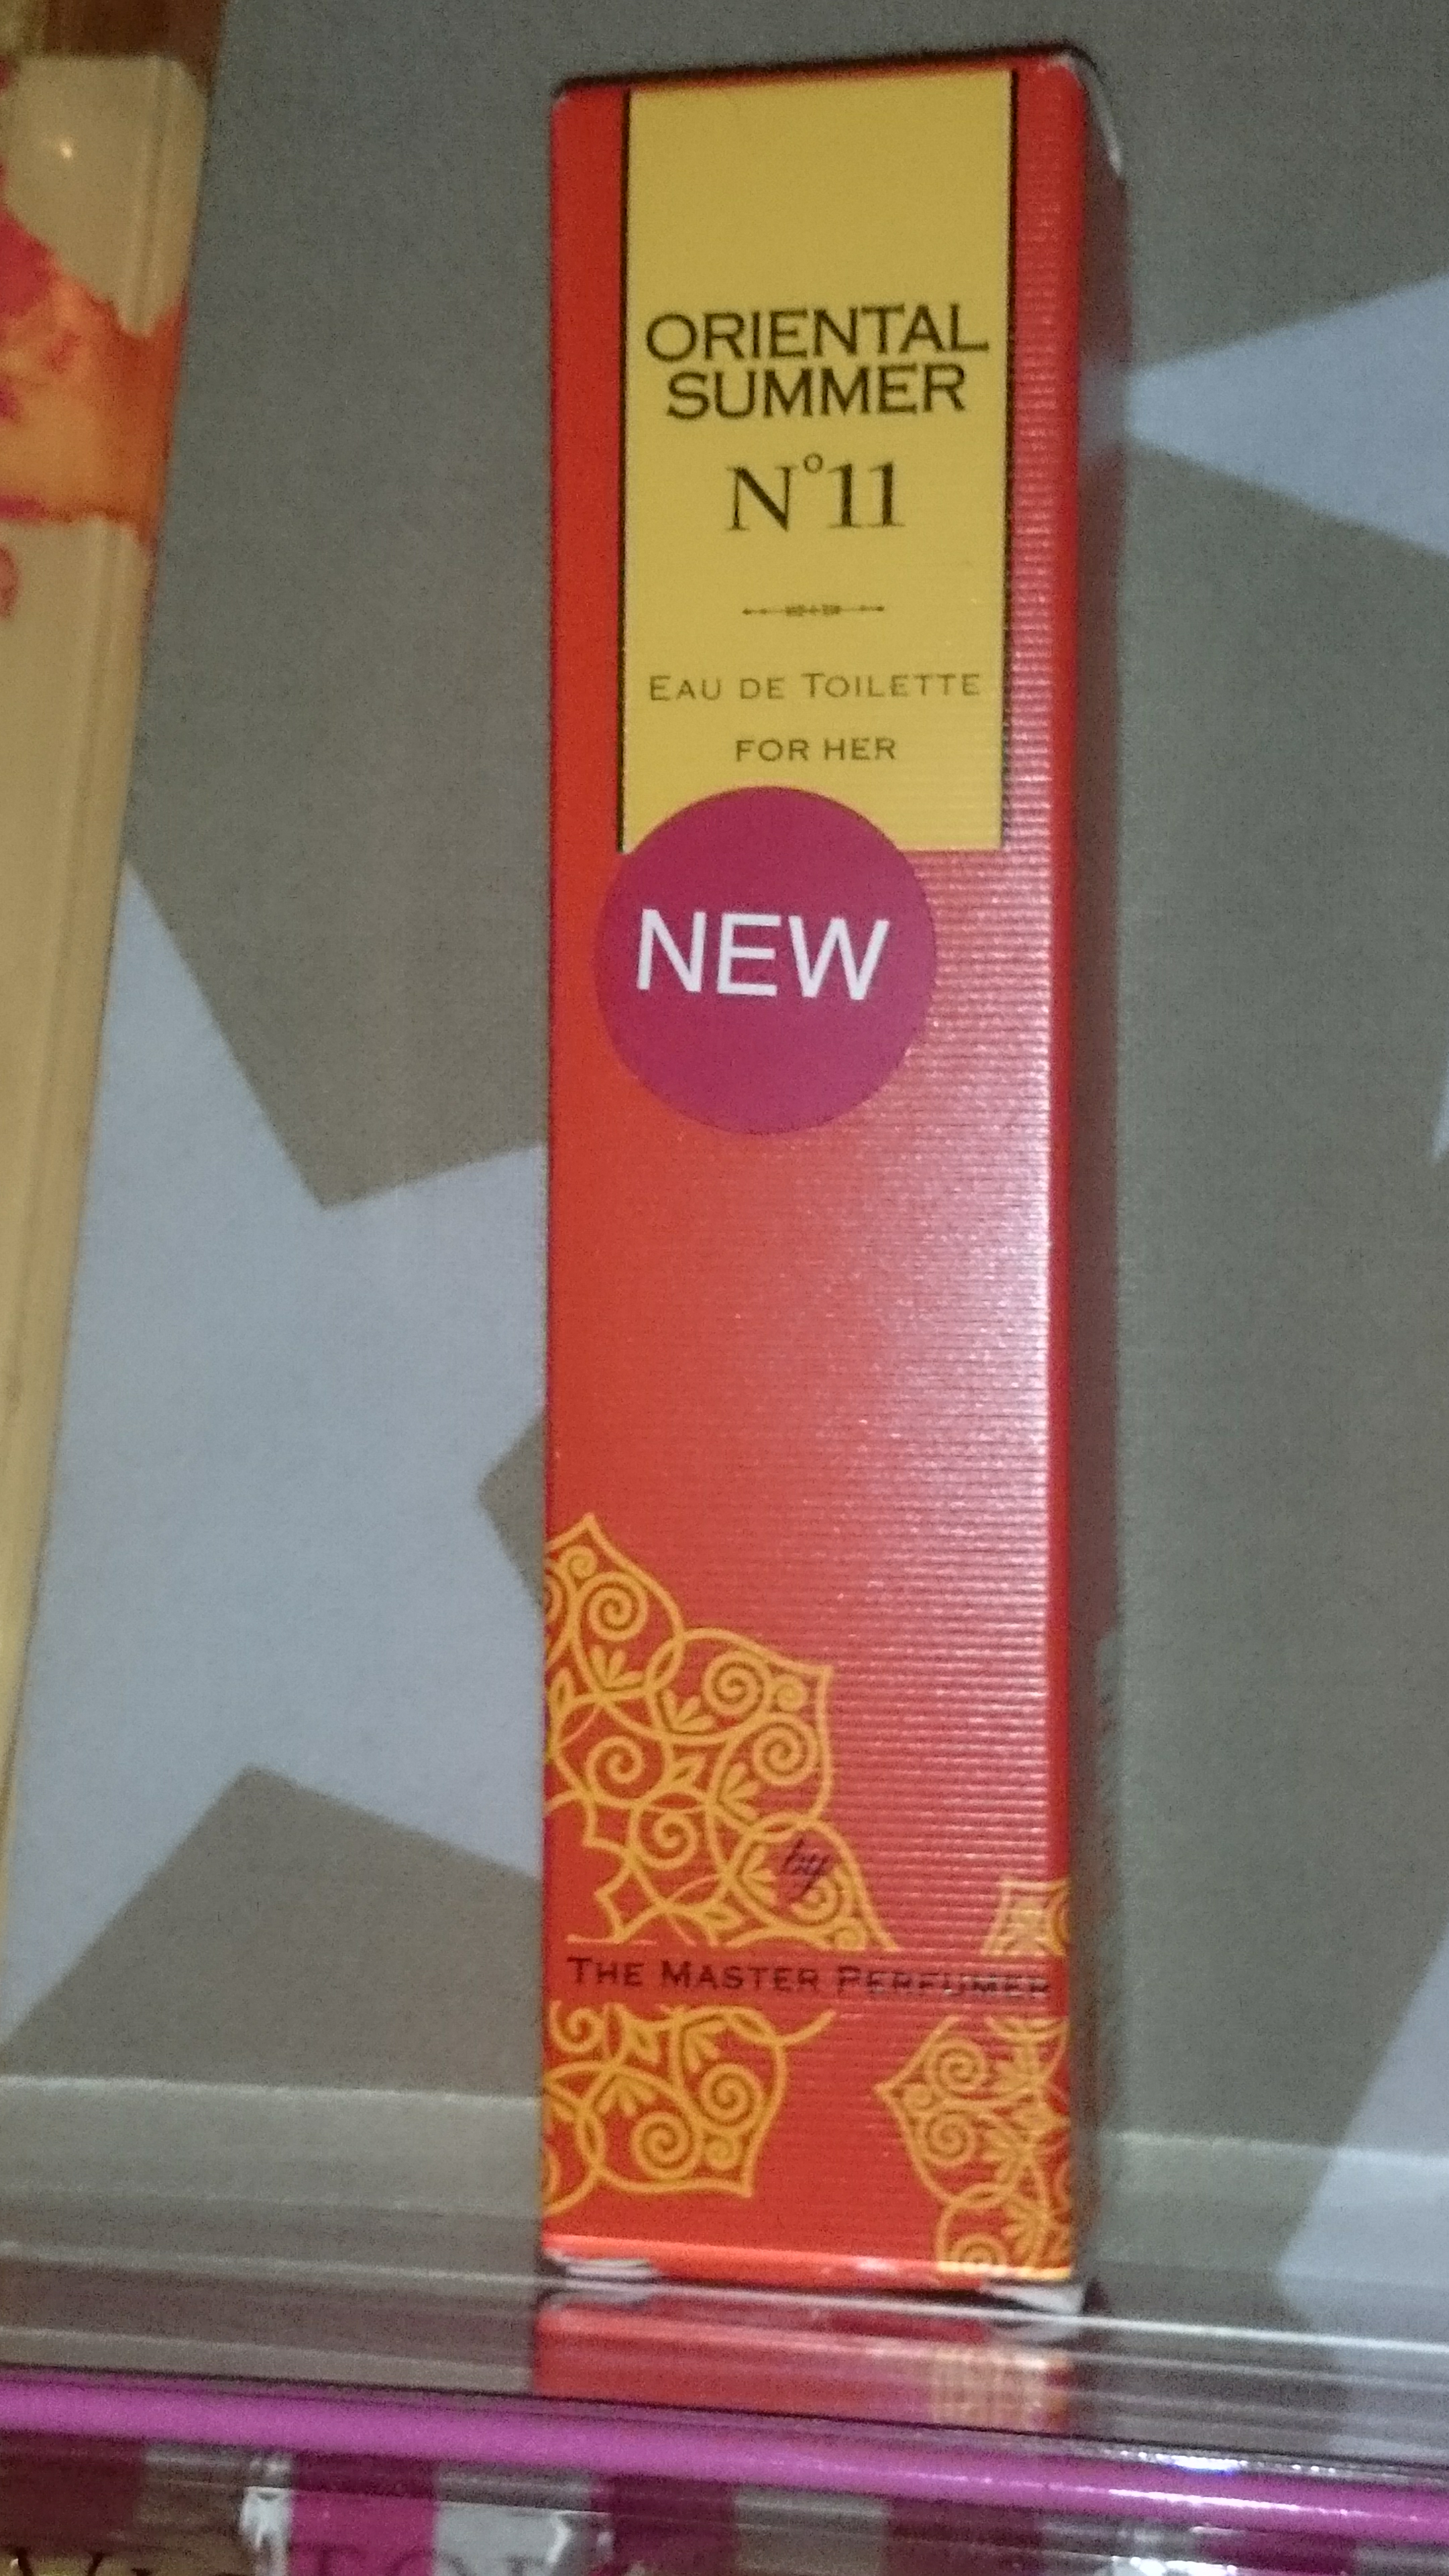 ORIENTAL
SUMMER
N°11
EAU DE TOILETTE
FOR HER
NEW
by
THE MASTER PERFUMER